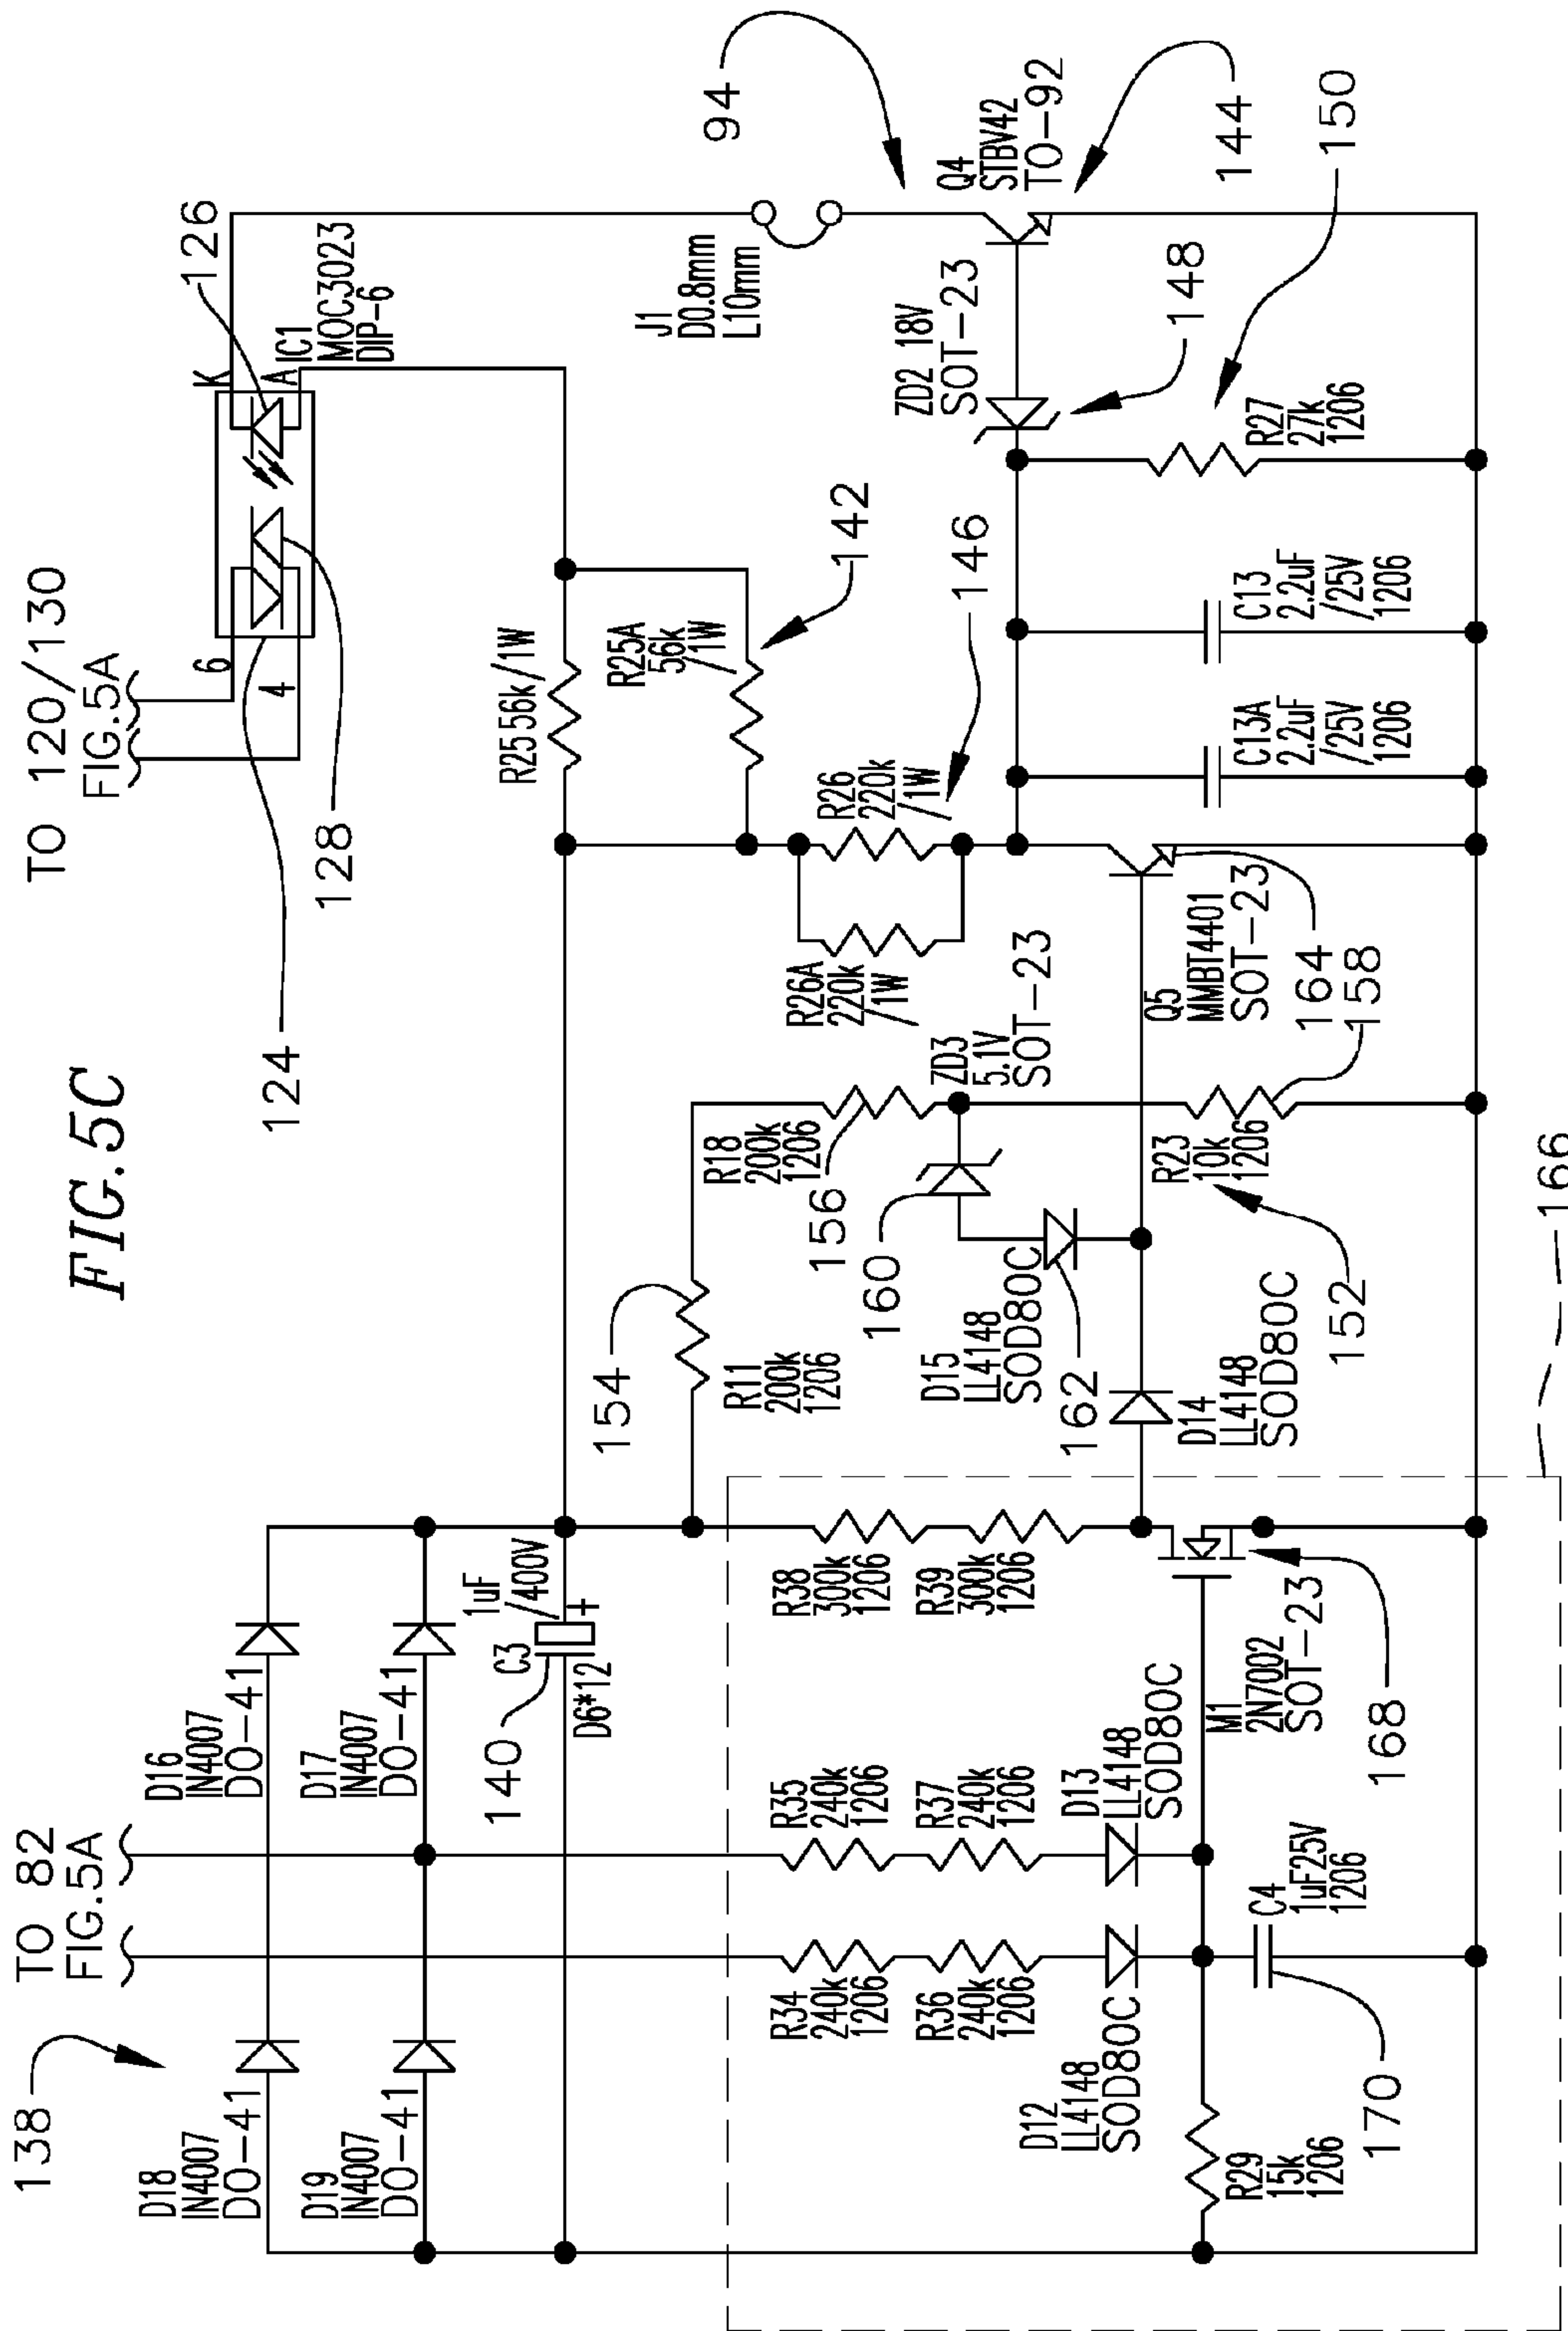 FIG.5C
TO 82
FIG.5A
TO 120/130
FIG.5A
138
D18
IN4007
DO-41
D19
IN4007
DO-41
D16
IN4007
DO-41
D17
IN4007
DO-41
140
C3
1uF
/400V
+
D6*12
124
128
6
4
K
A
126
IC1
MOC3023
DIP-6
R25 56k/1W
R25A
56k
/1W
142
J1
D0.8mm
L10mm
94
154
R11
200k
1206
R18
200k
1206
156
R26A
220k
/1W
R26
220k
/1W
146
ZD2 18V
SOT-23
Q4
STBV42
TO-92
144
148
150
R34
240k
1206
R35
240k
1206
R36
240k
1206
R37
240k
1206
R38
300k
1206
R39
300k
1206
160
ZD3
5.1V
SOT-23
D15
LL4148
SOD80C
162
D12
LL4148
SOD80C
D13
LL4148
SOD80C
D14
LL4148
SOD80C
R23
10k
1206
152
Q5
MMBT4401
SOT-23
164
158
C13A
2.2uF
/25V
1206
C13
2.2uF
/25V
1206
R27
27k
1206
R29
15k
1206
C4
1uF25V
1206
170
M1
2N7002
SOT-23
168
166